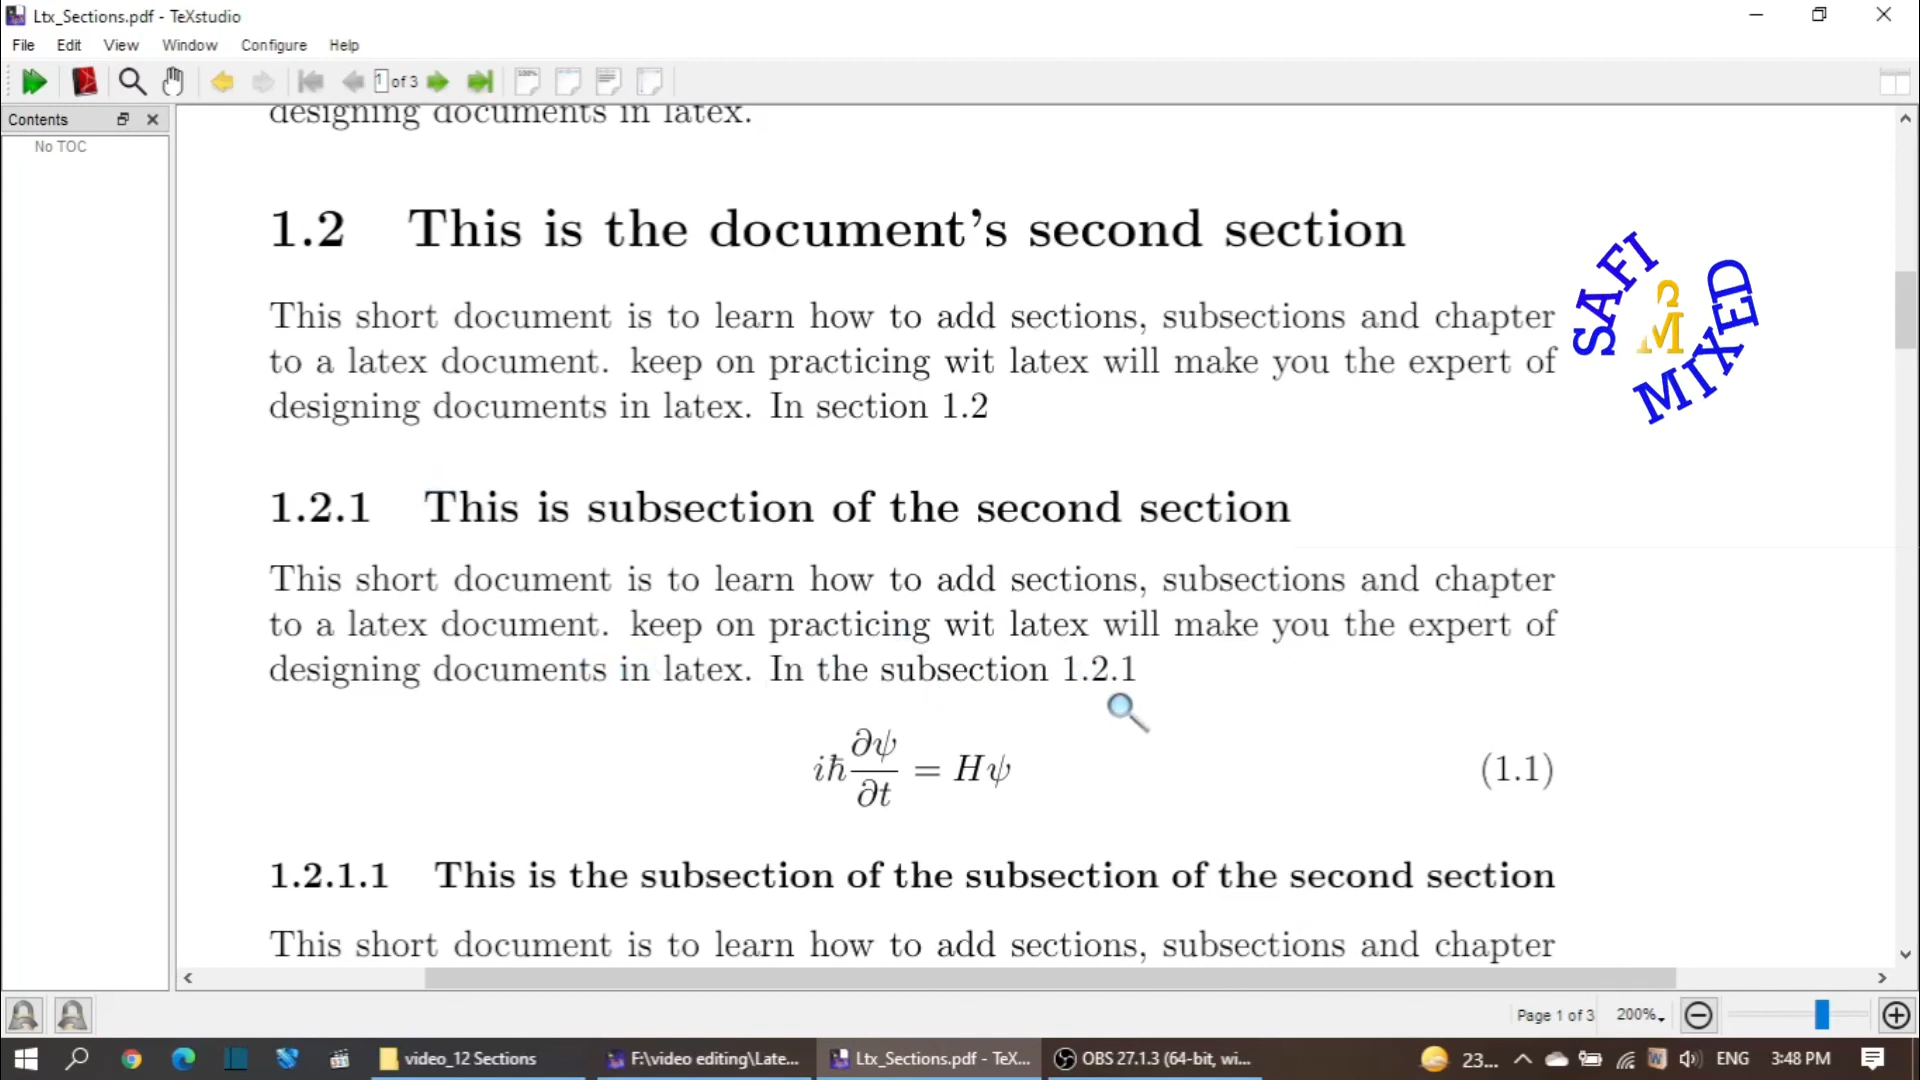 Ltx_Sections.pdf - TeXstudio
File Edit View Window Configure Help
1 of 3
Contents
No TOC
designing documents in latex.
1.2 This is the document's second section
This short document is to learn how to add sections, subsections and chapter
to a latex document. keep on practicing wit latex will make you the expert of
designing documents in latex. In section 1.2
1.2.1 This is subsection of the second section
This short document is to learn how to add sections, subsections and chapter
to a latex document. keep on practicing wit latex will make you the expert of
designing documents in latex. In the subsection 1.2.1
iħ ∂ψ/∂t = Hψ (1.1)
1.2.1.1 This is the subsection of the subsection of the second section
This short document is to learn how to add sections, subsections and chapter
SAFI
MIXED
Page 1 of 3 200%
video_12 Sections F:\video editing\Late... Ltx_Sections.pdf - TeX... OBS 27.1.3 (64-bit, wi... 23... ENG 3:48 PM